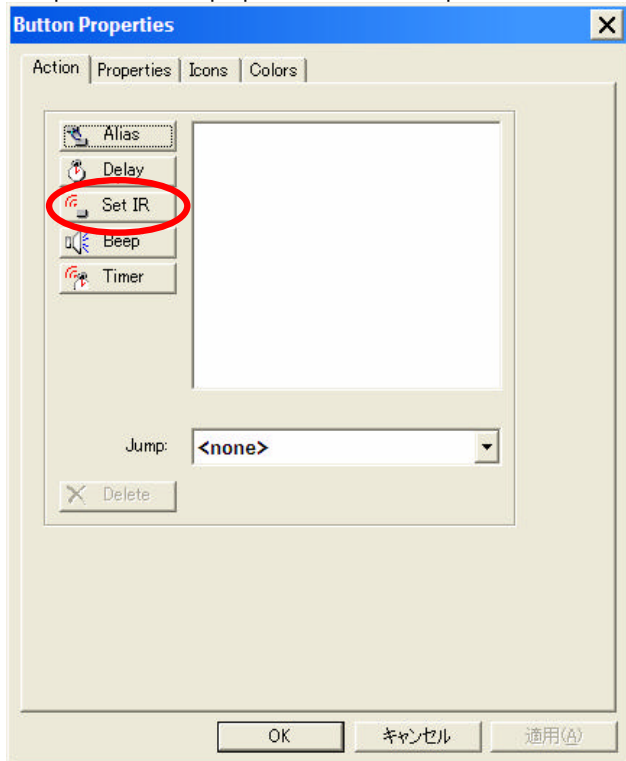 Button Properties
Action Properties Icons Colors
Alias
Delay
Set IR
Beep
Timer
Jump: <none>
Delete
OK キャンセル 適用(A)